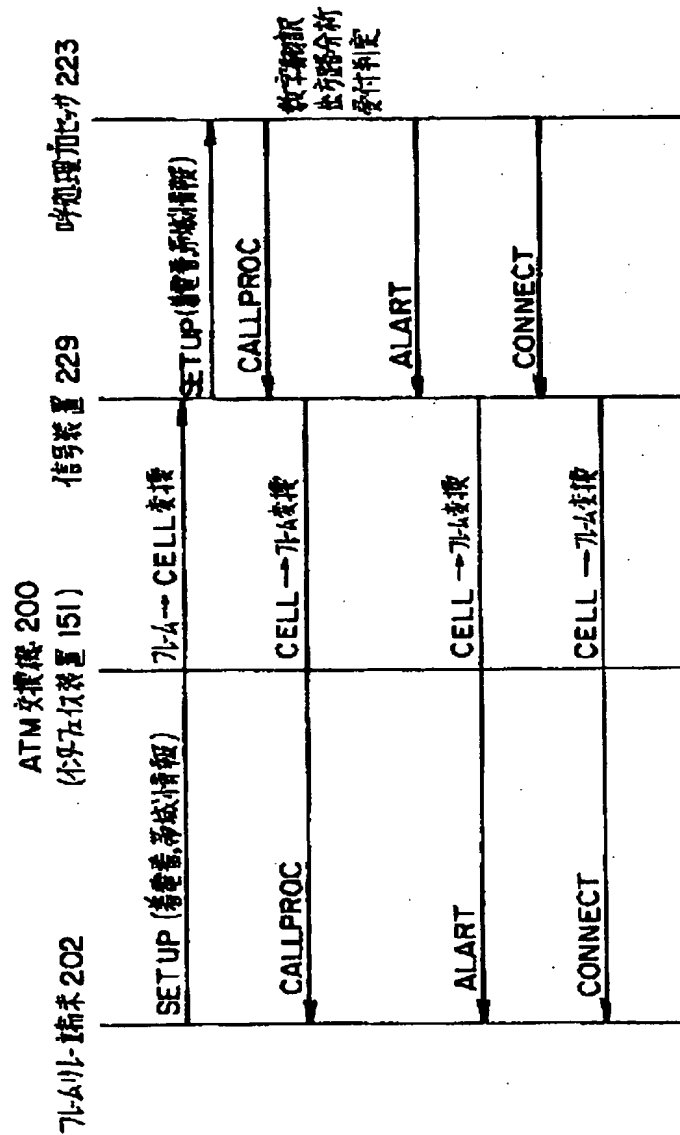 フレームリレー端末 202
ATM交換機 200
(インタフェイス装置 151)
信号装置 229
呼処理プロセッサ 223
SETUP (着電番,帯域情報)
フレーム→CELL変換
SETUP(着電番,帯域情報)
CALLPROC
数字翻訳
出方路分析
受付判定
CELL→フレーム変換
CALLPROC
ALART
CELL→フレーム変換
ALART
CONNECT
CELL→フレーム変換
CONNECT